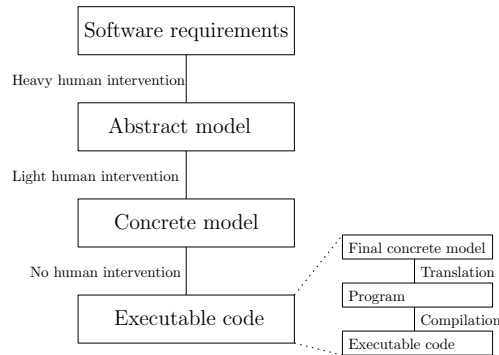 Software requirements
Heavy human intervention
Abstract model
Light human intervention
Concrete model
No human intervention
Executable code
Final concrete model
Translation
Program
Compilation
Executable code